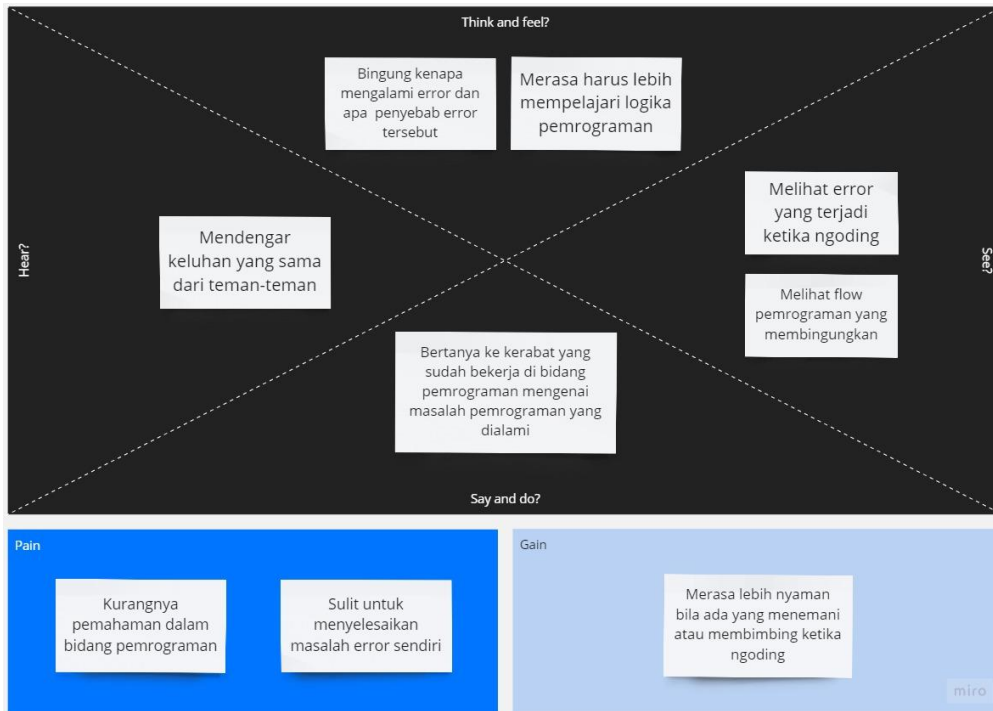 Think and feel?
Bingung kenapa
mengalami error dan
apa penyebab error
tersebut
Merasa harus lebih
mempelajari logika
pemrograman
Hear?
Mendengar
keluhan yang sama
dari teman-teman
Melihat error
yang terjadi
ketika ngoding
Melihat flow
pemrograman yang
membingungkan
See?
Bertanya ke kerabat yang
sudah bekerja di bidang
pemrograman mengenai
masalah pemrograman yang
dialami
Say and do?
Pain
Kurangnya
pemahaman dalam
bidang pemrograman
Sulit untuk
menyelesaikan
masalah error sendiri
Gain
Merasa lebih nyaman
bila ada yang menemani
atau membimbing ketika
ngoding
miro